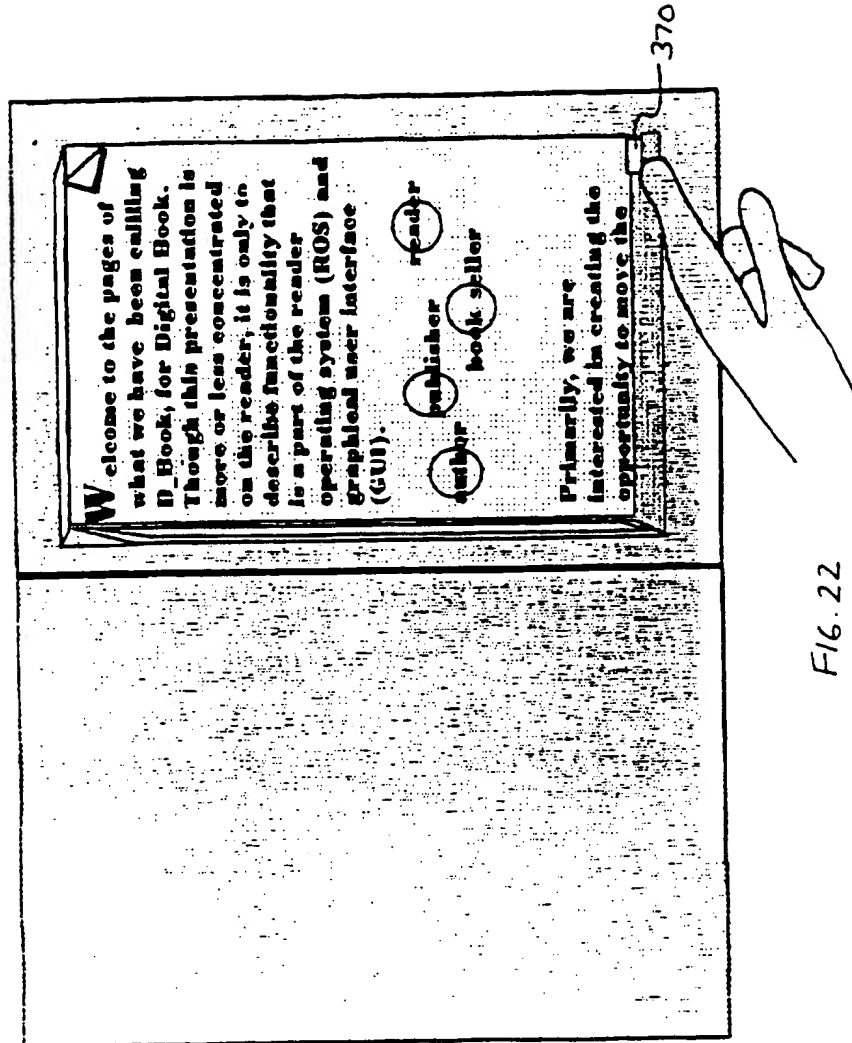 Welcome to the pages of
what we have been callling
D_Book, for Digital Book.
Though this presentation is
more or less concentrated
on the reader, it is only to
describe functionality that
is a part of the reader
operating system (ROS) and
graphical user interface
(GUI).
author publisher book seller reader
Primarily, we are
interested in creating the
opportunity to move the
370
FIG. 22